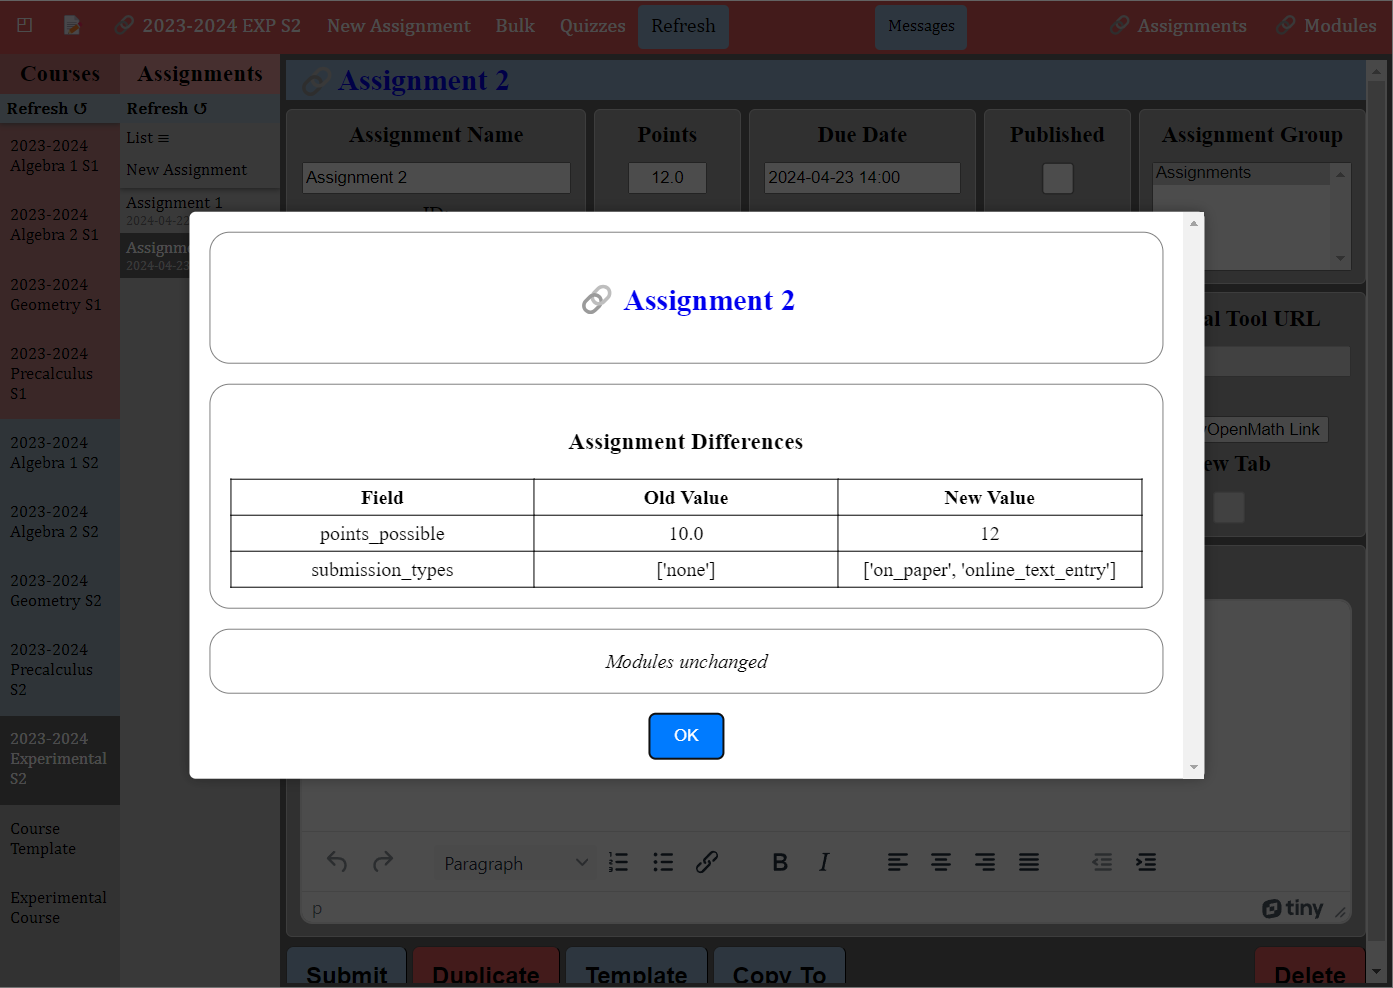 2023-2024 EXP S2 New Assignment Bulk Quizzes Refresh Messages Assignments Modules
Courses
Refresh ↺
2023-2024
Algebra 1 S1
2023-2024
Algebra 2 S1
2023-2024
Geometry S1
2023-2024
Precalculus
S1
2023-2024
Algebra 1 S2
2023-2024
Algebra 2 S2
2023-2024
Geometry S2
2023-2024
Precalculus
S2
2023-2024
Experimental
S2
Course
Template
Experimental
Course
Assignments
Refresh ↺
List ≡
New Assignment
Assignment 1
2024-04-22
Assignm
2024-04-23
Assignment 2
Assignment Name
Assignment 2
Points
12.0
Due Date
2024-04-23 14:00
Published
Assignment Group
Assignments
al Tool URL
OpenMath Link
ew Tab
Assignment 2
Assignment Differences
Field Old Value New Value
points_possible 10.0 12
submission_types ['none'] ['on_paper', 'online_text_entry']
Modules unchanged
OK
Paragraph B I
p tiny
Submit Duplicate Template Copy To Delete